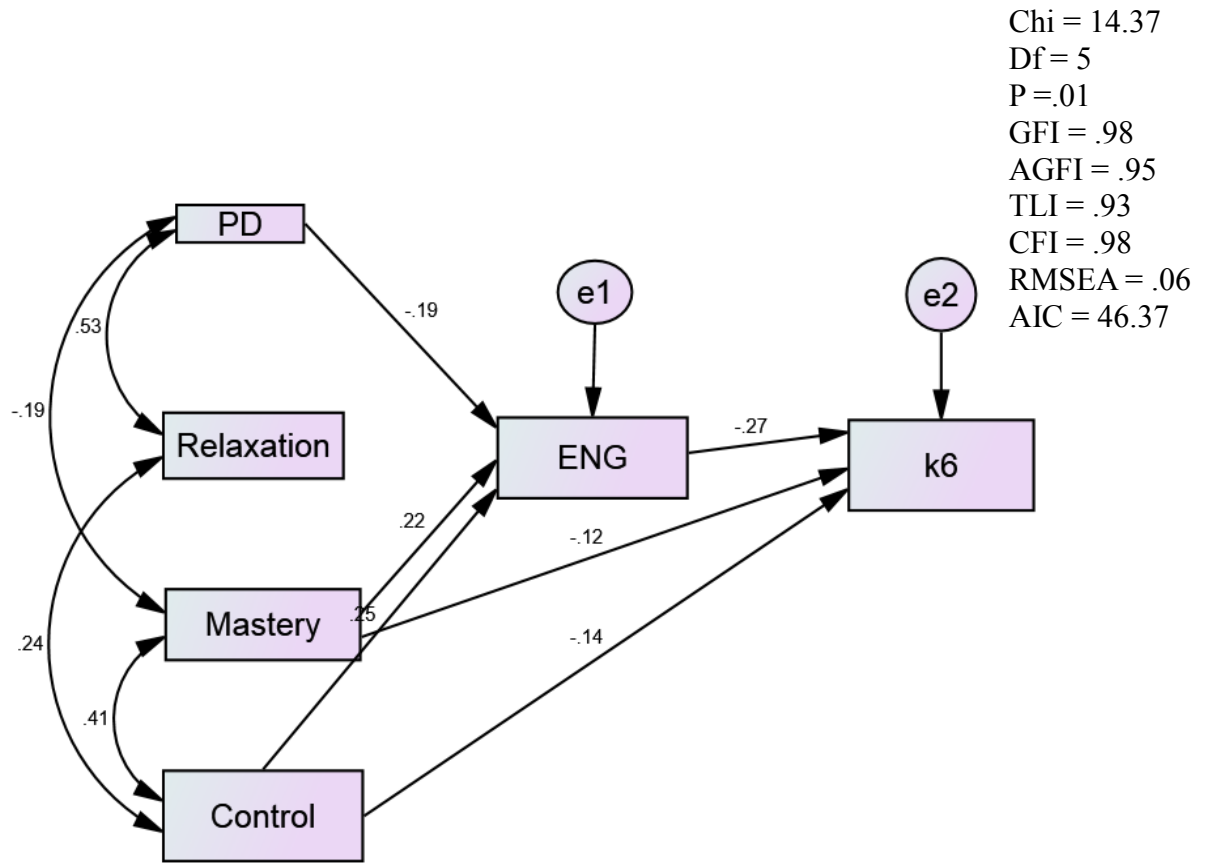 Chi = 14.37
Df = 5
P =.01
GFI = .98
AGFI = .95
TLI = .93
CFI = .98
RMSEA = .06
AIC = 46.37
PD
e1
e2
-.19
.53
-.19
Relaxation
ENG
-.27
k6
.22
-.12
Mastery
.25
-.14
.24
.41
Control